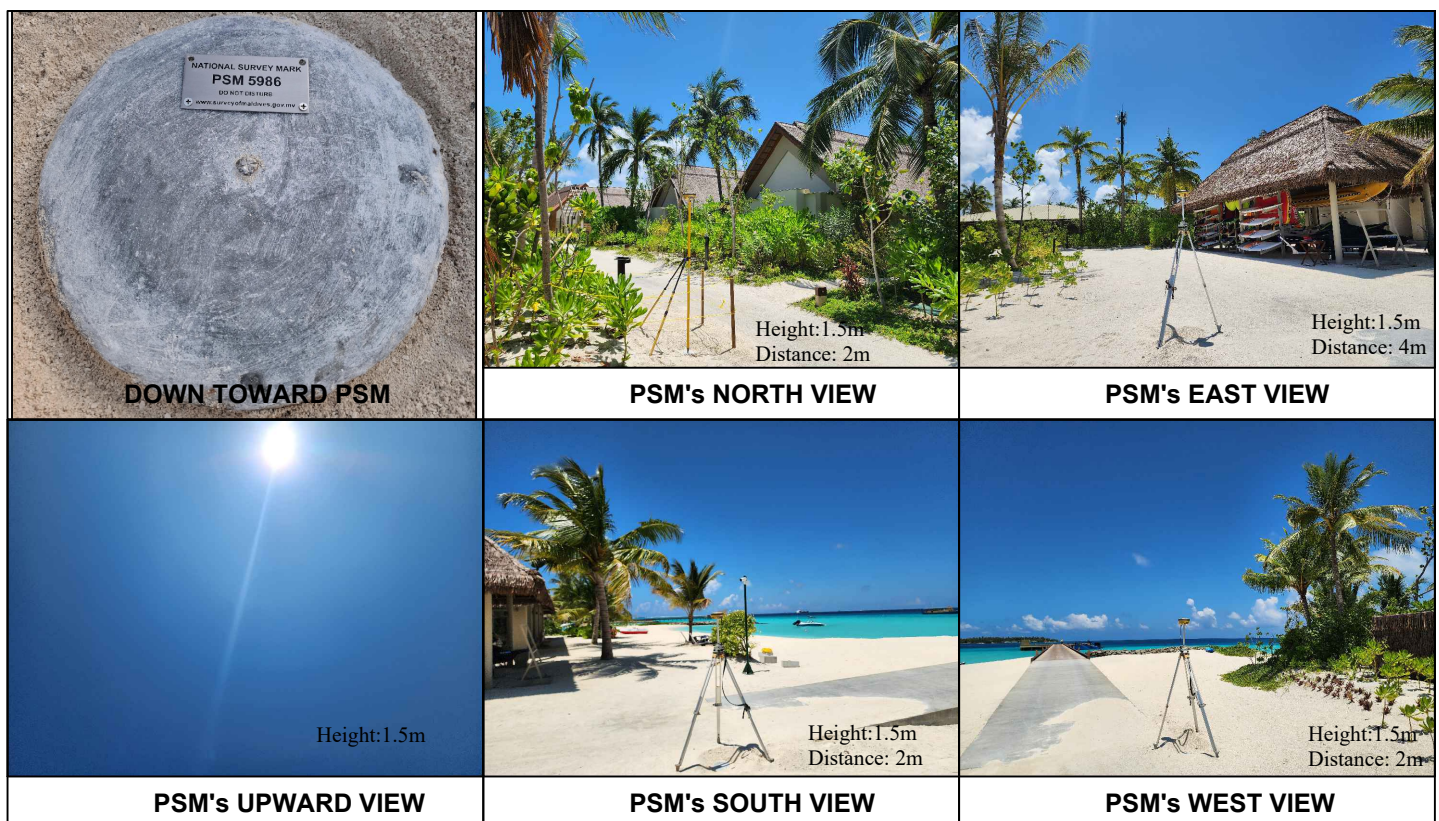 NATIONAL SURVEY MARK
PSM 5986
DO NOT DISTURB
www.surveyofmaldives.gov.mv
DOWN TOWARD PSM
Height:1.5m
Distance: 2m
PSM's NORTH VIEW
Height:1.5m
Distance: 4m
PSM's EAST VIEW
Height:1.5m
PSM's UPWARD VIEW
Height:1.5m
Distance: 2m
PSM's SOUTH VIEW
Height:1.5m
Distance: 2m
PSM's WEST VIEW